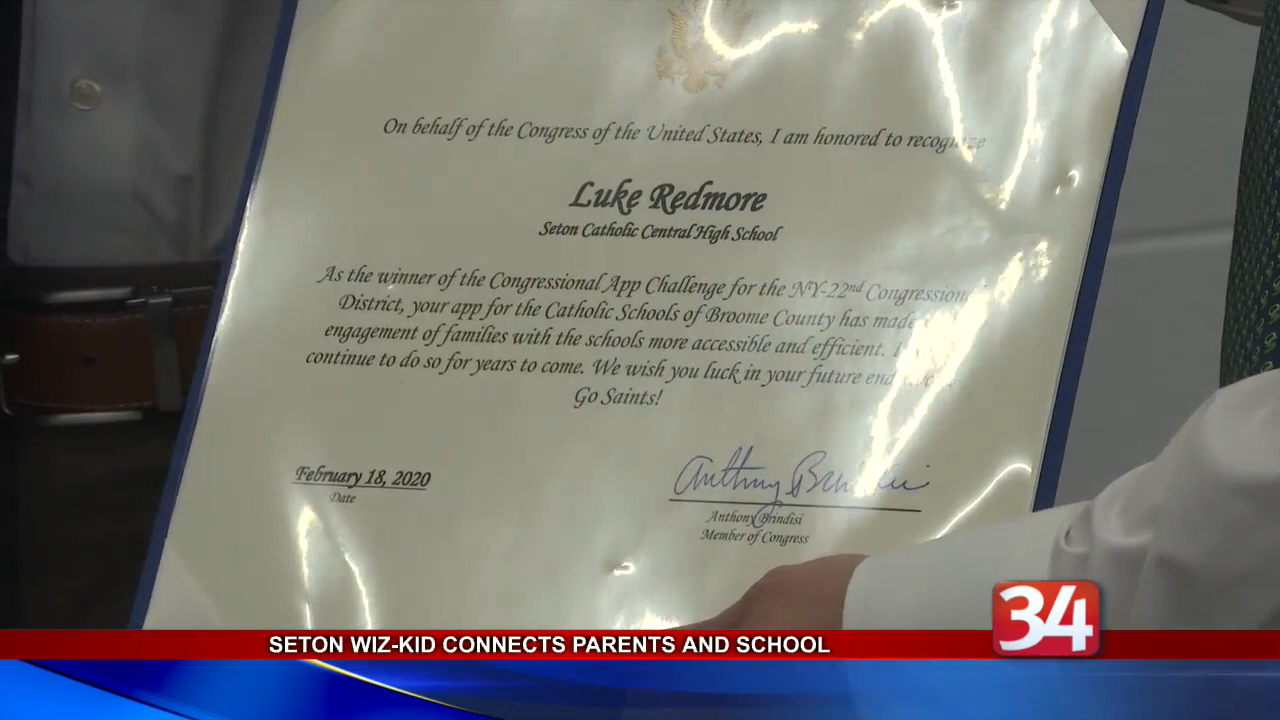 On behalf of the Congress of the United States, I am honored to recognize
Luke Redmore
Seton Catholic Central High School
As the winner of the Congressional App Challenge for the NY-22nd Congressional
District, your app for the Catholic Schools of Broome County has made
engagement of families with the schools more accessible and efficient. I
continue to do so for years to come. We wish you luck in your future
Go Saints!
February 18, 2020
Date
Anthony Brindisi
Anthony Brindisi
Member of Congress
34
SETON WIZ-KID CONNECTS PARENTS AND SCHOOL